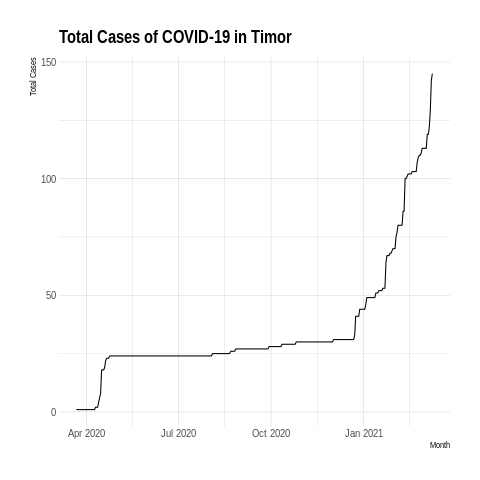 Total Cases of COVID-19 in Timor
Total Cases
150
100
50
0
Apr 2020
Jul 2020
Oct 2020
Jan 2021
Month